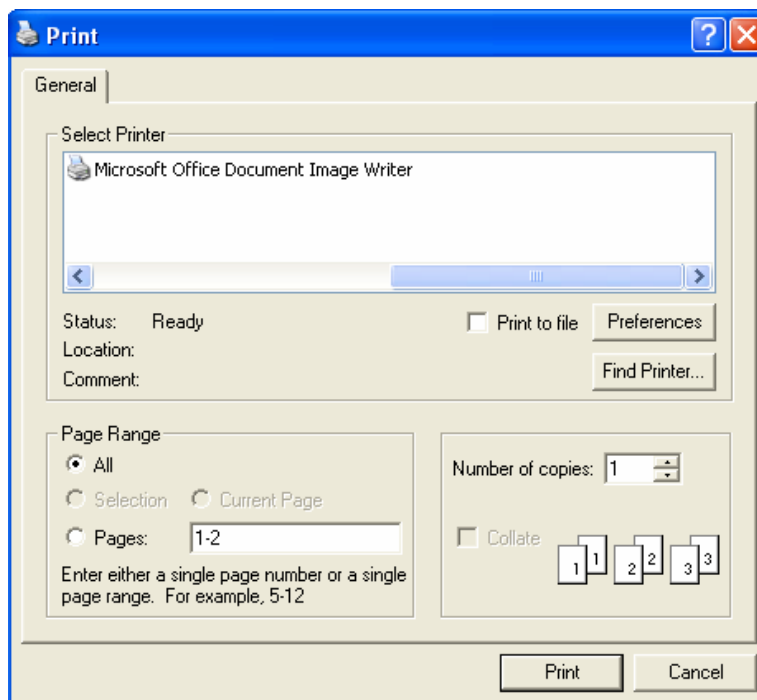 Print
General
Select Printer
Microsoft Office Document Image Writer
Status: Ready
Print to file
Preferences
Location:
Comment:
Find Printer...
Page Range
All
Selection
Current Page
Pages: 1-2
Enter either a single page number or a single
page range. For example, 5-12
Number of copies: 1
Collate
1 1 2 2 3 3
Print
Cancel